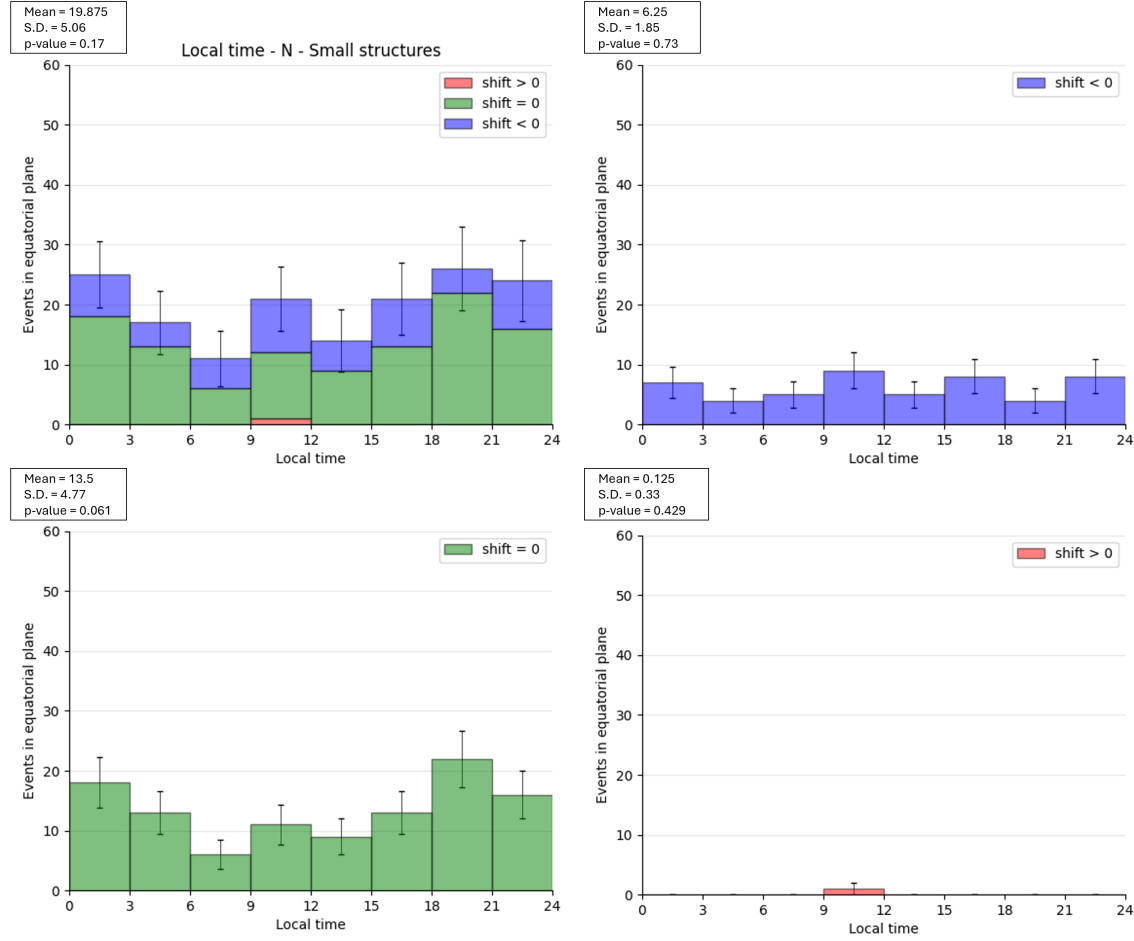 Mean = 19.875
S.D. = 5.06
p-value = 0.17
Local time - N - Small structures
60
50
40
30
20
10
0
Events in equatorial plane
shift > 0
shift = 0
shift < 0
0 3 6 9 12 15 18 21 24
Local time
Mean = 6.25
S.D. = 1.85
p-value = 0.73
60
50
40
30
20
10
0
Events in equatorial plane
shift < 0
0 3 6 9 12 15 18 21 24
Local time
Mean = 13.5
S.D. = 4.77
p-value = 0.061
60
50
40
30
20
10
0
Events in equatorial plane
shift = 0
0 3 6 9 12 15 18 21 24
Local time
Mean = 0.125
S.D. = 0.33
p-value = 0.429
60
50
40
30
20
10
0
Events in equatorial plane
shift > 0
0 3 6 9 12 15 18 21 24
Local time